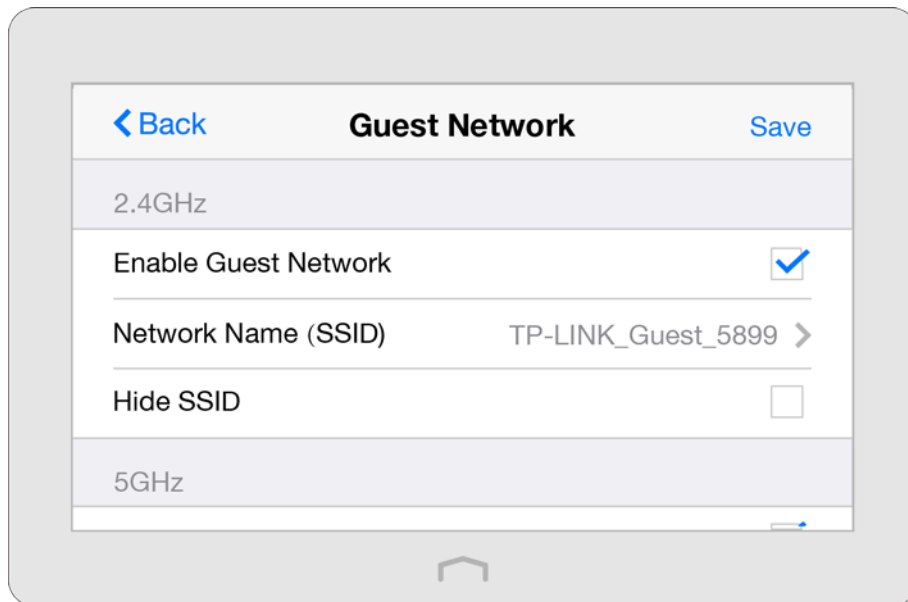 Back Guest Network Save
2.4GHz
Enable Guest Network
Network Name (SSID) TP-LINK_Guest_5899
Hide SSID
5GHz